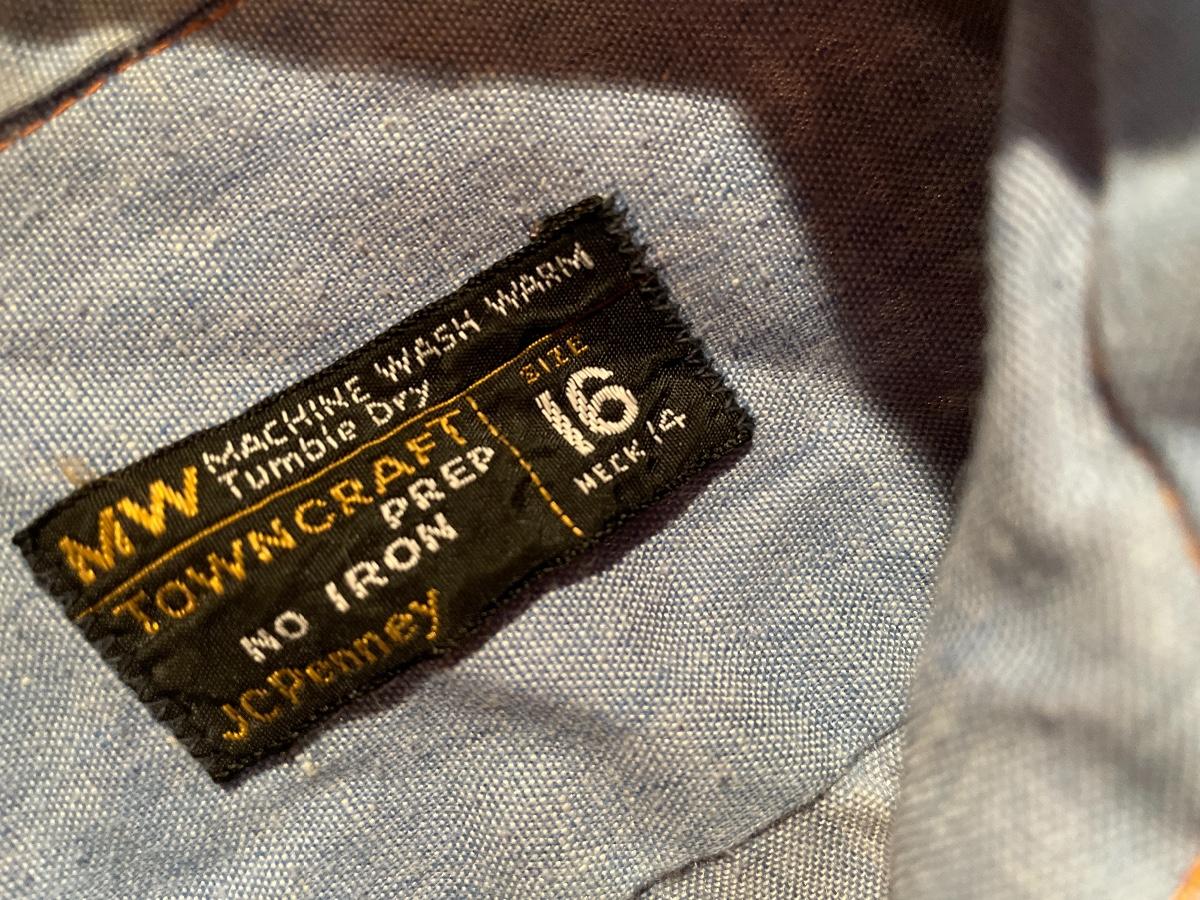 MW MACHINE WASH WARM
Tumble Dry
TOWNCRAFT
PREP
NO IRON
JCPenney
SIZE
16
NECK 14